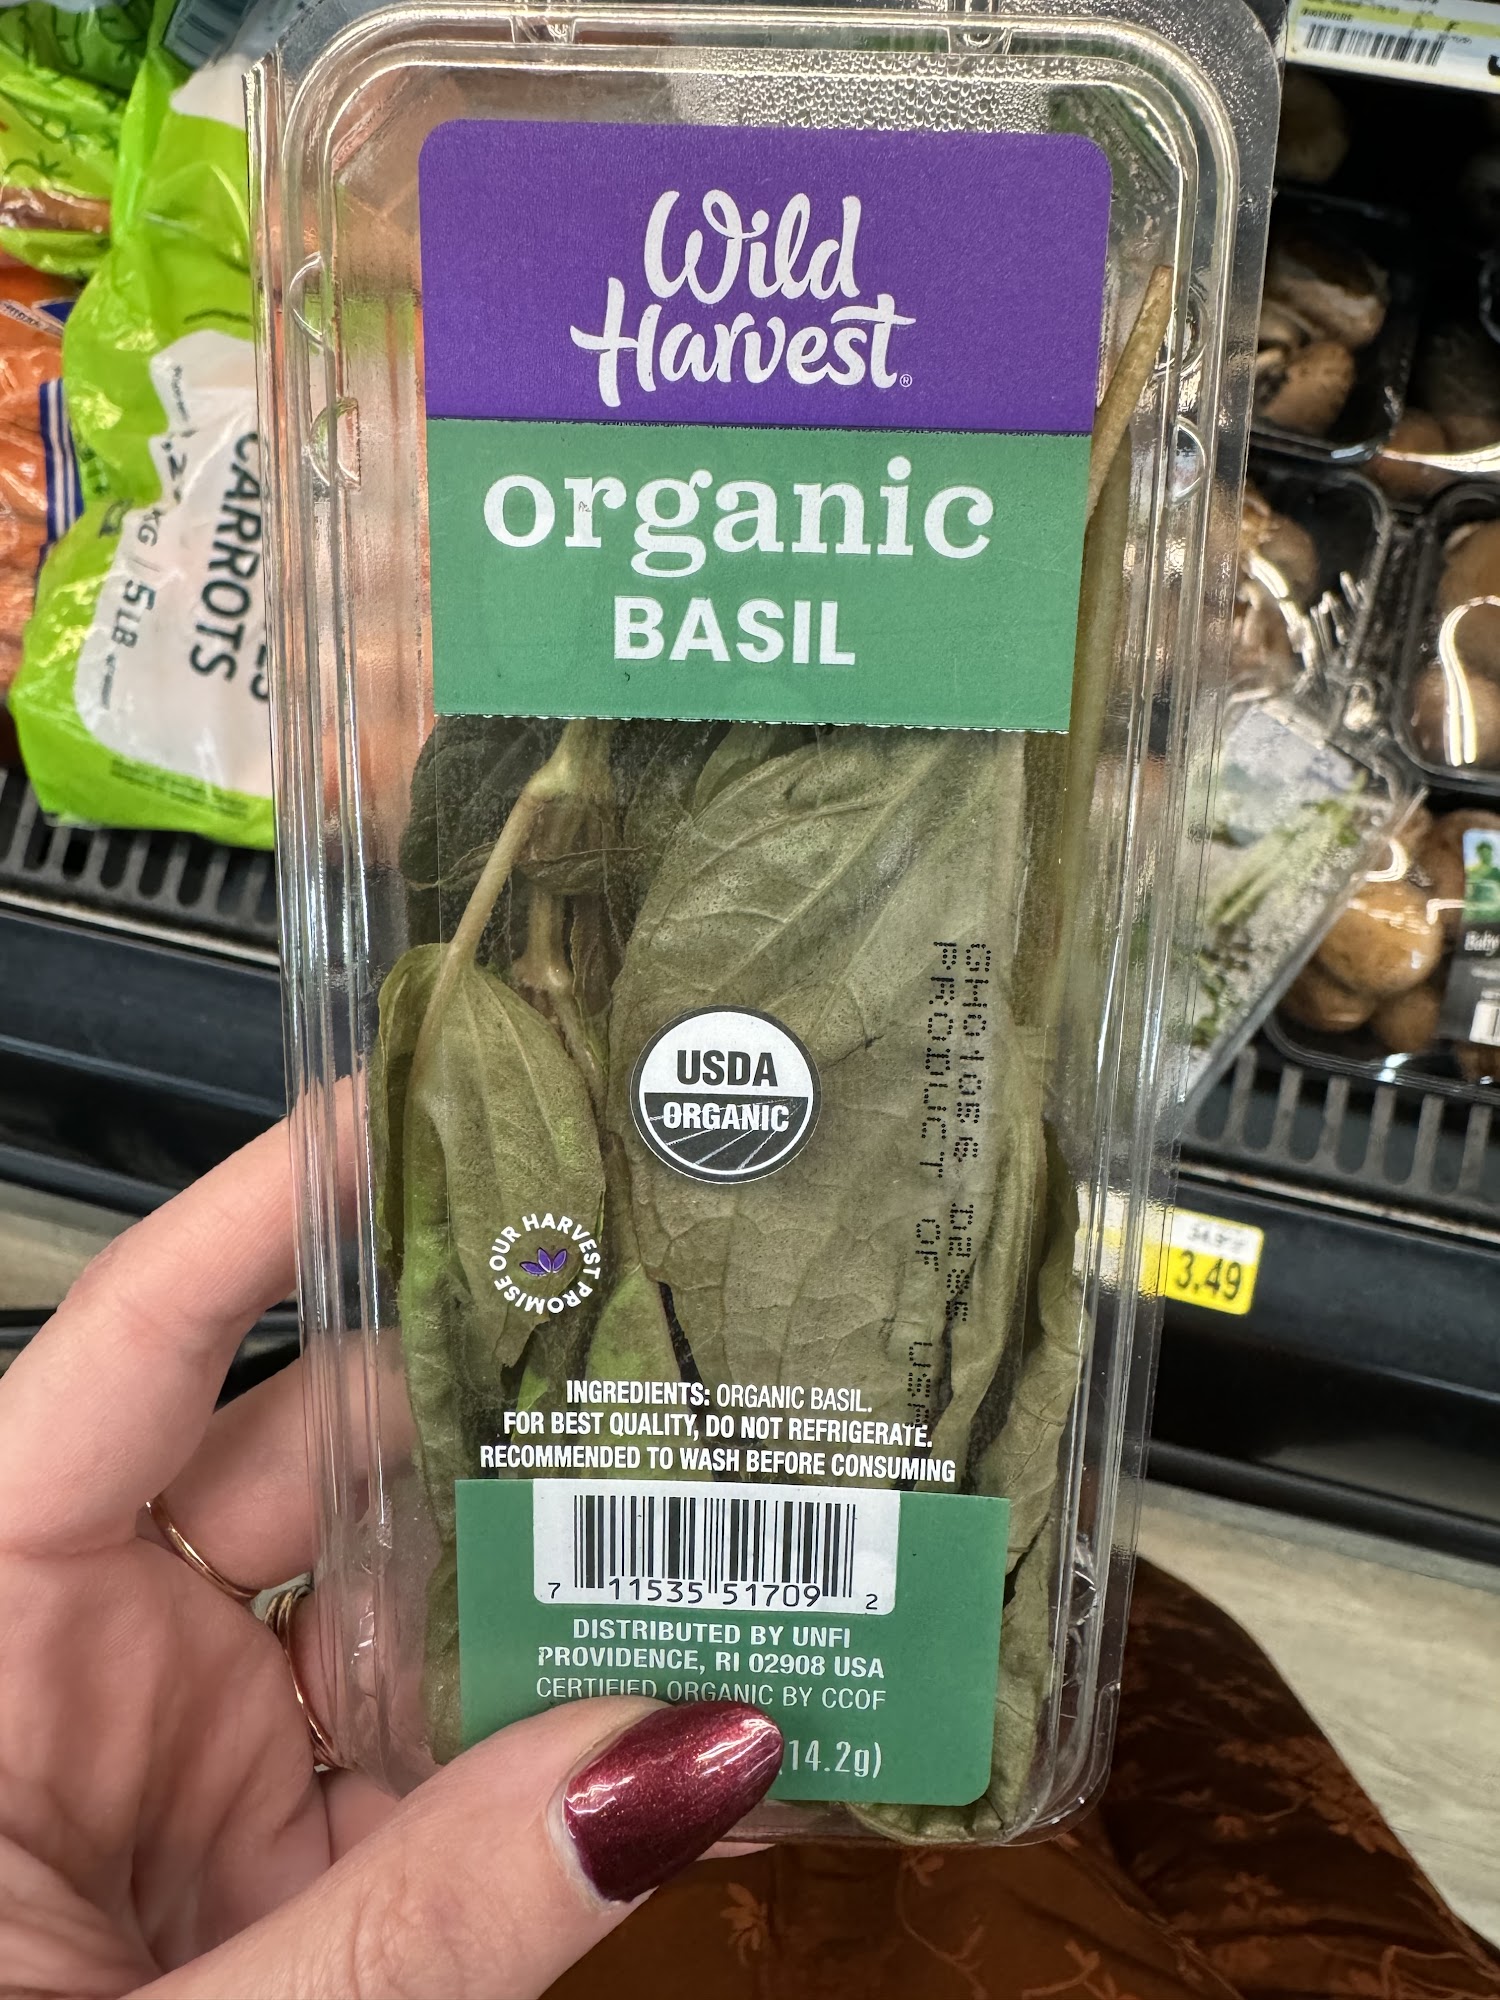 Wild
Harvest®
organic
BASIL
USDA
ORGANIC
OUR HARVEST PROMISE
PRODUCT OF
INGREDIENTS: ORGANIC BASIL.
FOR BEST QUALITY, DO NOT REFRIGERATE.
RECOMMENDED TO WASH BEFORE CONSUMING
7 11535 51709 2
DISTRIBUTED BY UNFI
PROVIDENCE, RI 02908 USA
CERTIFIED ORGANIC BY CCOF
(14.2g)
CARROTS
KG | 5LB
3.49
Baby